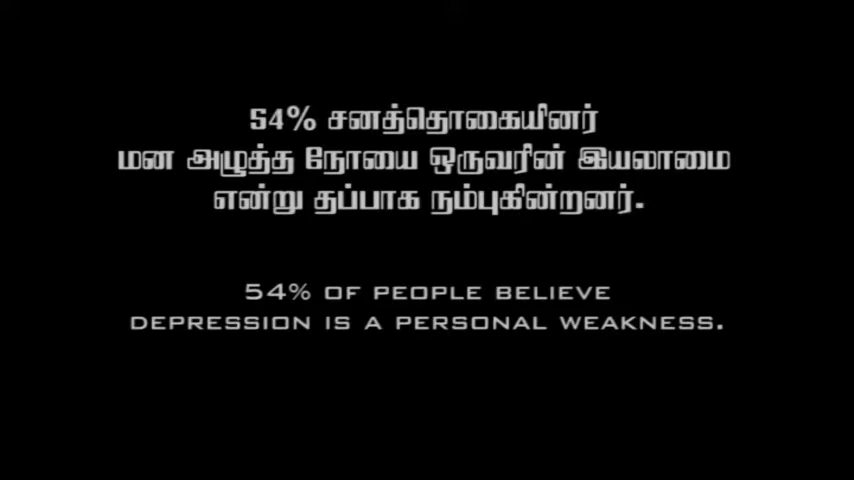 54% சனத்தொகையினர்
மன அழுத்த நோயை ஒருவரின் இயலாமை
என்று தப்பாக நம்புகின்றனர்.
54% OF PEOPLE BELIEVE
DEPRESSION IS A PERSONAL WEAKNESS.